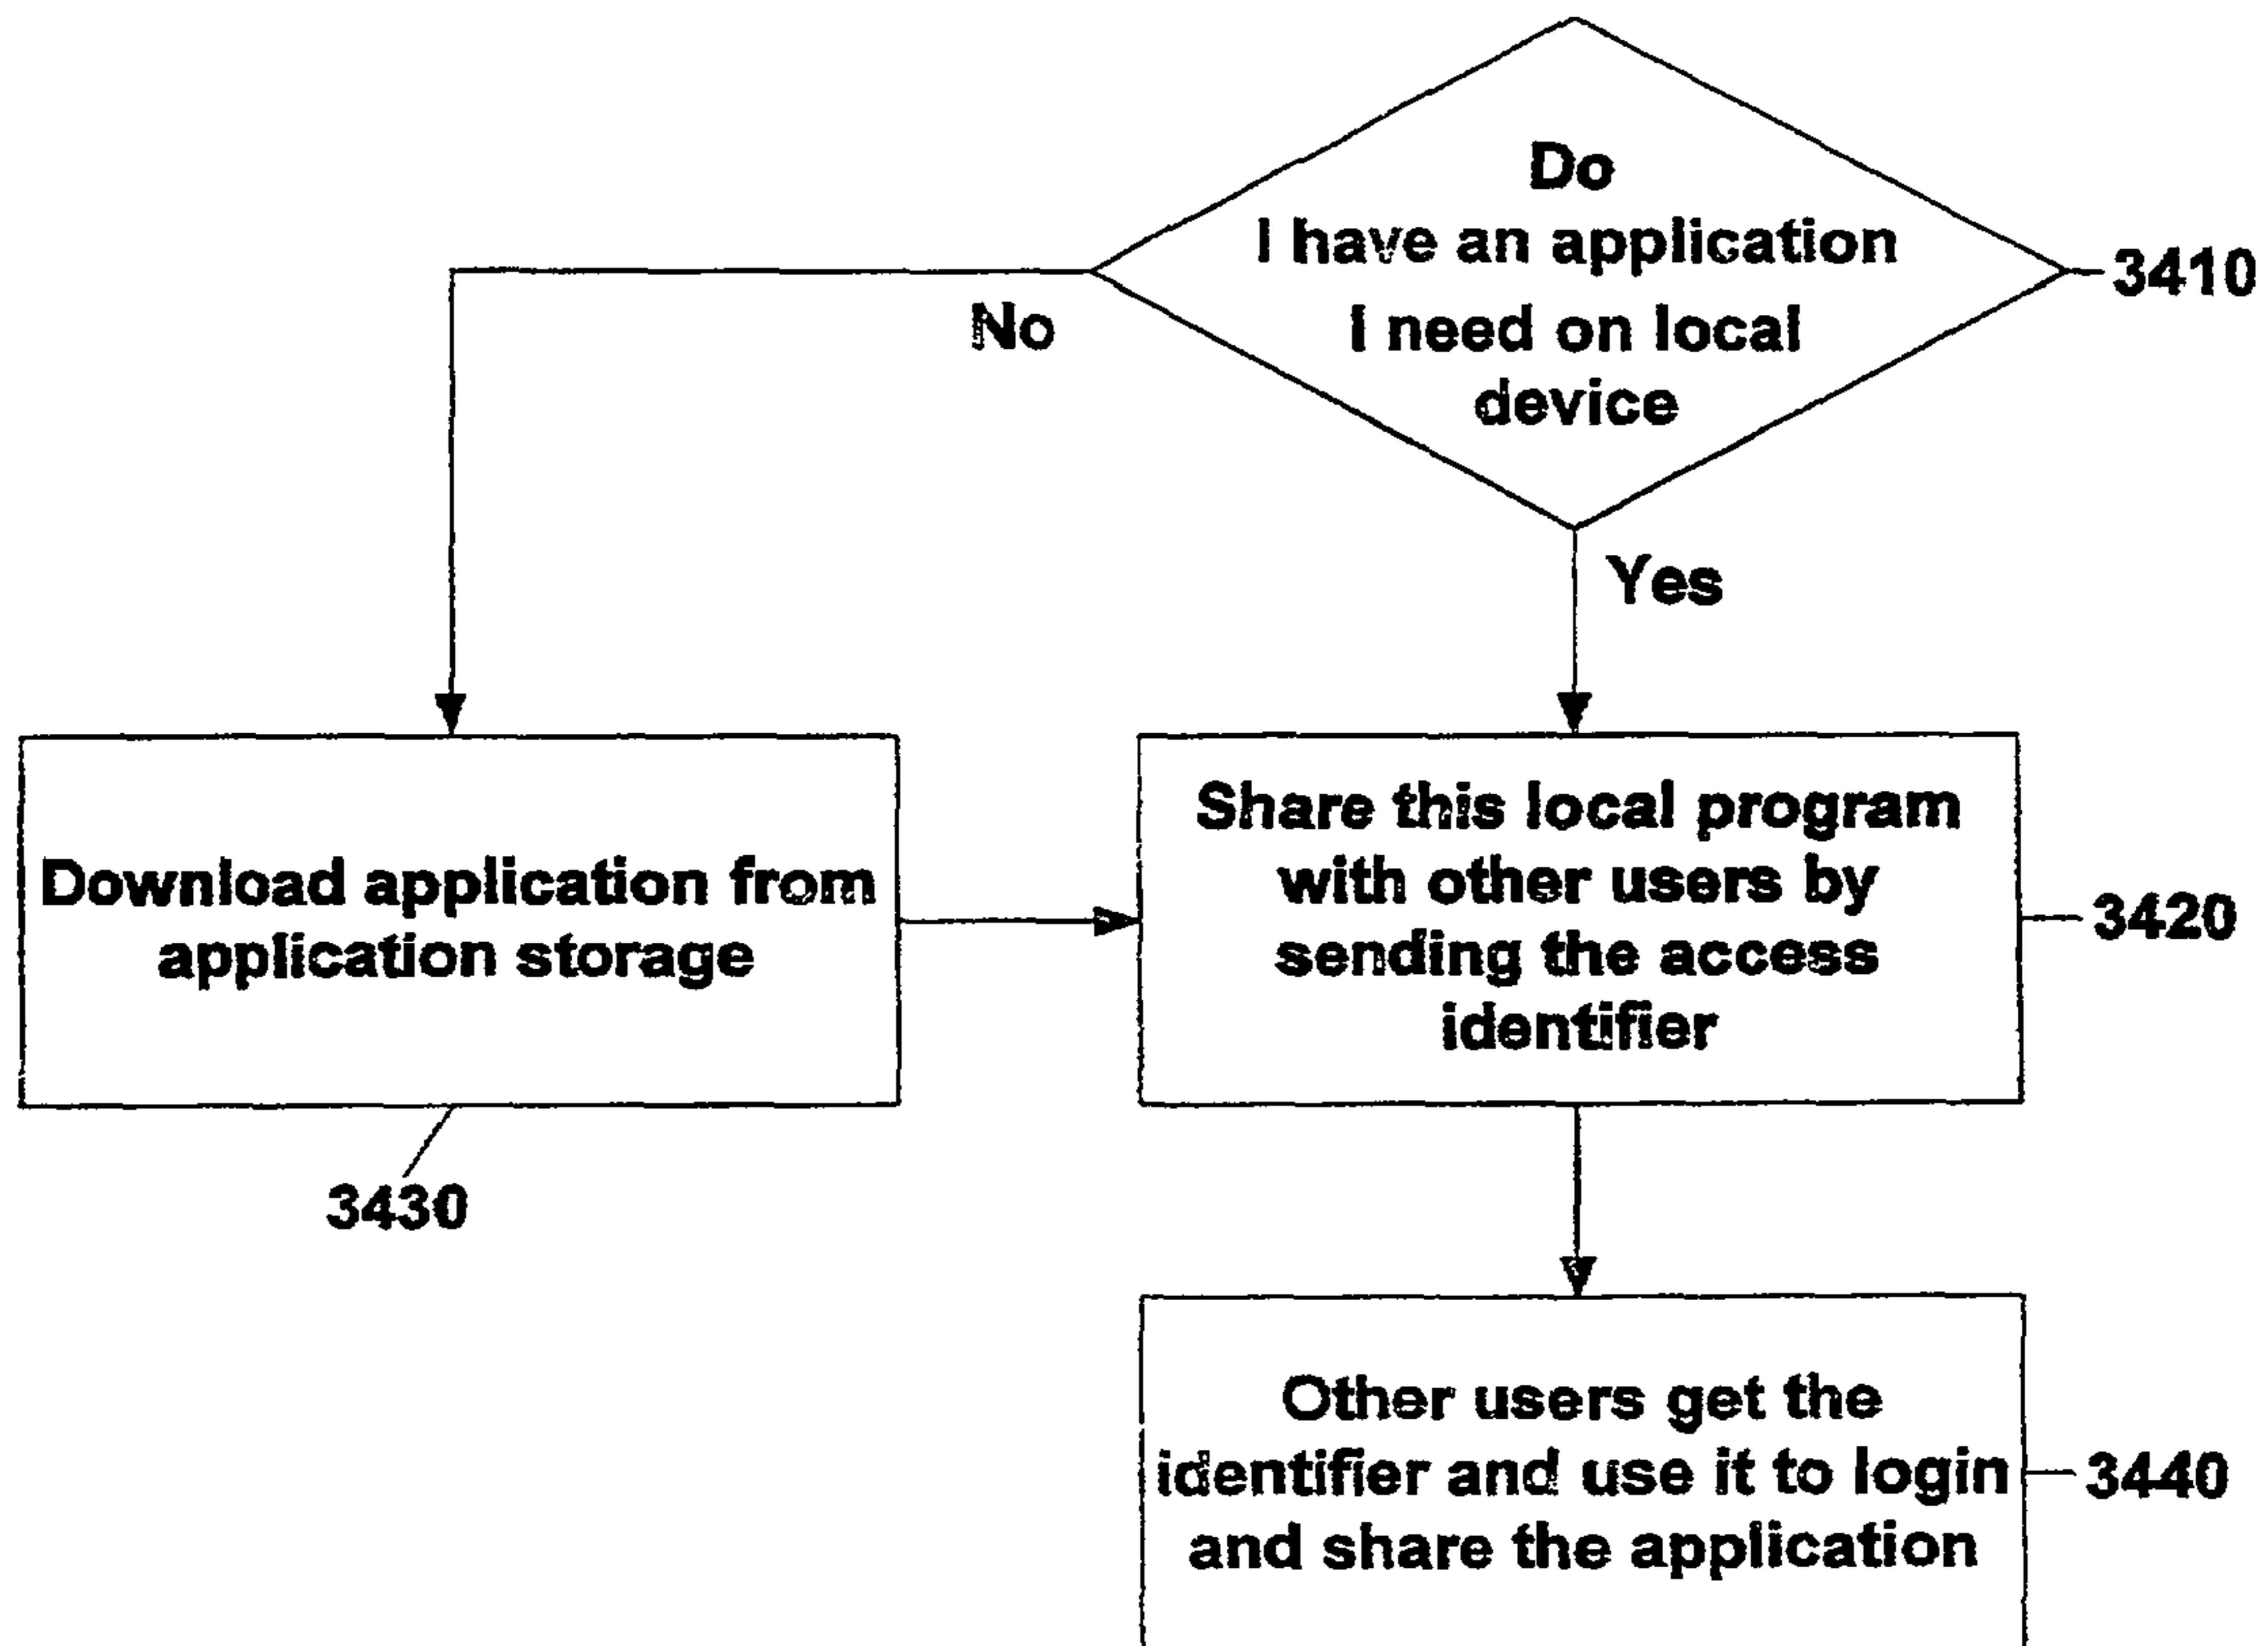 Do
I have an application
I need on local
device
3410
No
Yes
Download application from
application storage
3430
Share this local program
with other users by
sending the access
identifier
3420
Other users get the
identifier and use it to login
and share the application
3440